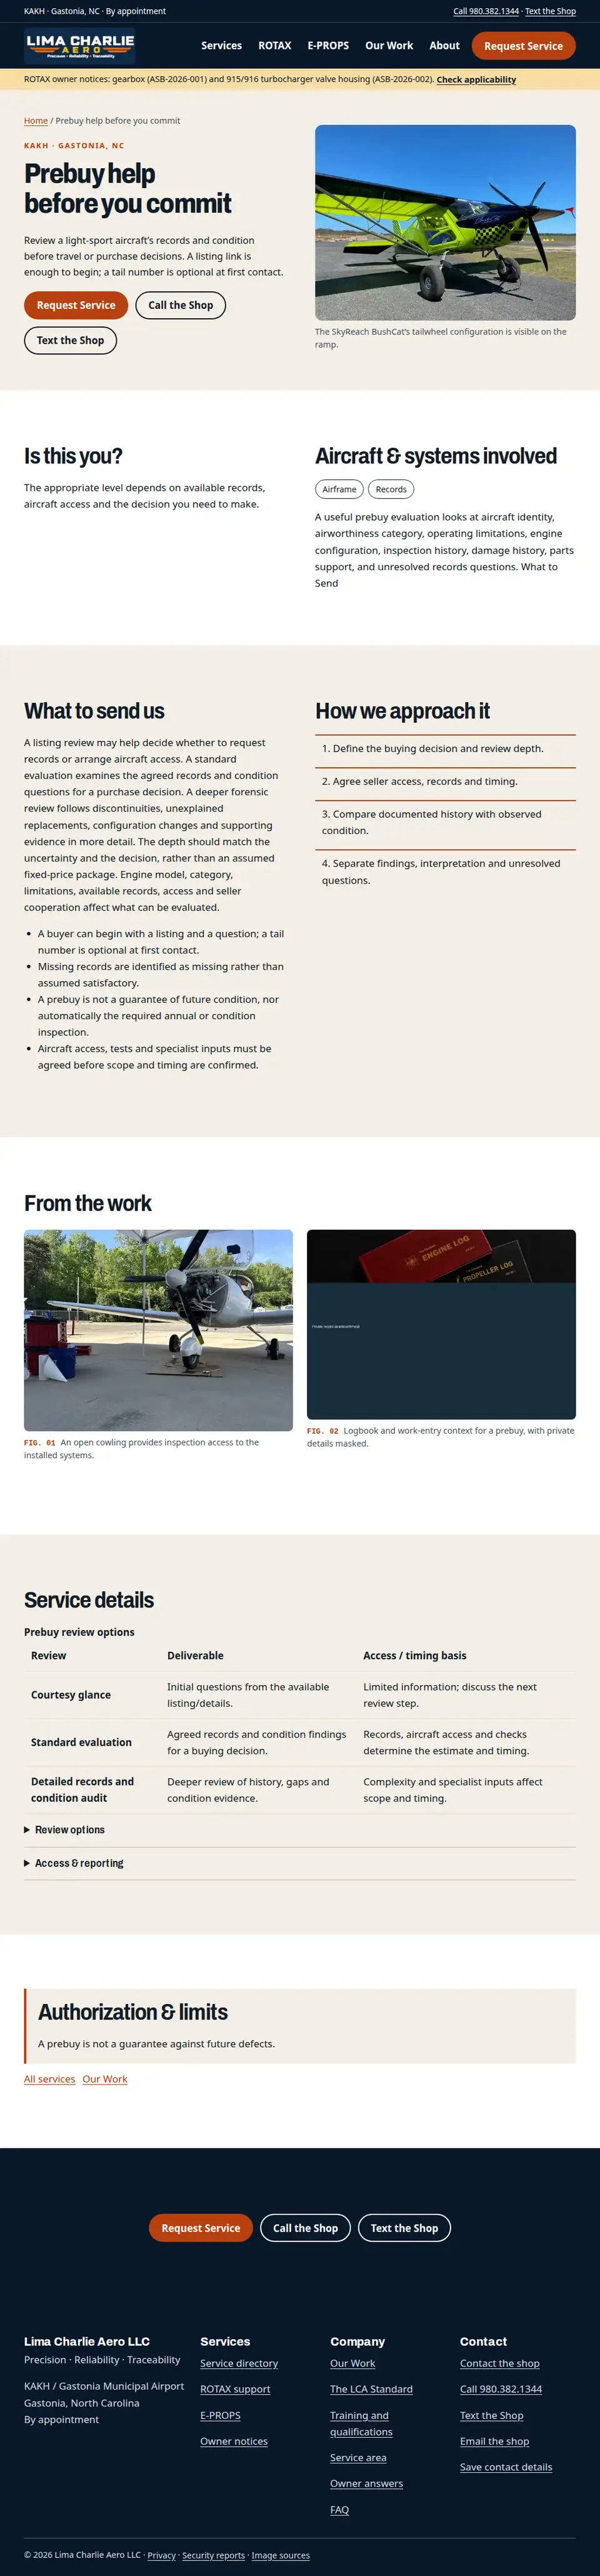 KAKH · Gastonia, NC · By appointment
Call 980.382.1344 · Text the Shop
LIMA CHARLIE
AERO
Precision · Reliability · Traceability
Services
ROTAX
E-PROPS
Our Work
About
Request Service
ROTAX owner notices: gearbox (ASB-2026-001) and 915/916 turbocharger valve housing (ASB-2026-002). Check applicability
Home / Prebuy help before you commit
KAKH · GASTONIA, NC
Prebuy help
before you commit
Review a light-sport aircraft’s records and condition
before travel or purchase decisions. A listing link is
enough to begin; a tail number is optional at first contact.
Request Service
Call the Shop
Text the Shop
The SkyReach BushCat’s tailwheel configuration is visible on the
ramp.
Is this you?
The appropriate level depends on available records,
aircraft access and the decision you need to make.
Aircraft & systems involved
Airframe
Records
A useful prebuy evaluation looks at aircraft identity,
airworthiness category, operating limitations, engine
configuration, inspection history, damage history, parts
support, and unresolved records questions. What to
Send
What to send us
A listing review may help decide whether to request
records or arrange aircraft access. A standard
evaluation examines the agreed records and condition
questions for a purchase decision. A deeper forensic
review follows discontinuities, unexplained
replacements, configuration changes and supporting
evidence in more detail. The depth should match the
uncertainty and the decision, rather than an assumed
fixed-price package. Engine model, category,
limitations, available records, access and seller
cooperation affect what can be evaluated.
• A buyer can begin with a listing and a question; a tail
number is optional at first contact.
• Missing records are identified as missing rather than
assumed satisfactory.
• A prebuy is not a guarantee of future condition, nor
automatically the required annual or condition
inspection.
• Aircraft access, tests and specialist inputs must be
agreed before scope and timing are confirmed.
How we approach it
1. Define the buying decision and review depth.
2. Agree seller access, records and timing.
3. Compare documented history with observed
condition.
4. Separate findings, interpretation and unresolved
questions.
From the work
ENGINE LOG
PROPELLER LOG
FIG. 01 An open cowling provides inspection access to the
installed systems.
FIG. 02 Logbook and work-entry context for a prebuy, with private
details masked.
Service details
Prebuy review options
Review
Deliverable
Access / timing basis
Courtesy glance
Initial questions from the available
listing/details.
Limited information; discuss the next
review step.
Standard evaluation
Agreed records and condition findings
for a buying decision.
Records, aircraft access and checks
determine the estimate and timing.
Detailed records and
condition audit
Deeper review of history, gaps and
condition evidence.
Complexity and specialist inputs affect
scope and timing.
Review options
Access & reporting
Authorization & limits
A prebuy is not a guarantee against future defects.
All services Our Work
Request Service
Call the Shop
Text the Shop
Lima Charlie Aero LLC
Precision · Reliability · Traceability
KAKH / Gastonia Municipal Airport
Gastonia, North Carolina
By appointment
Services
Service directory
ROTAX support
E-PROPS
Owner notices
Company
Our Work
The LCA Standard
Training and
qualifications
Service area
Owner answers
FAQ
Contact
Contact the shop
Call 980.382.1344
Text the Shop
Email the shop
Save contact details
© 2026 Lima Charlie Aero LLC · Privacy · Security reports · Image sources